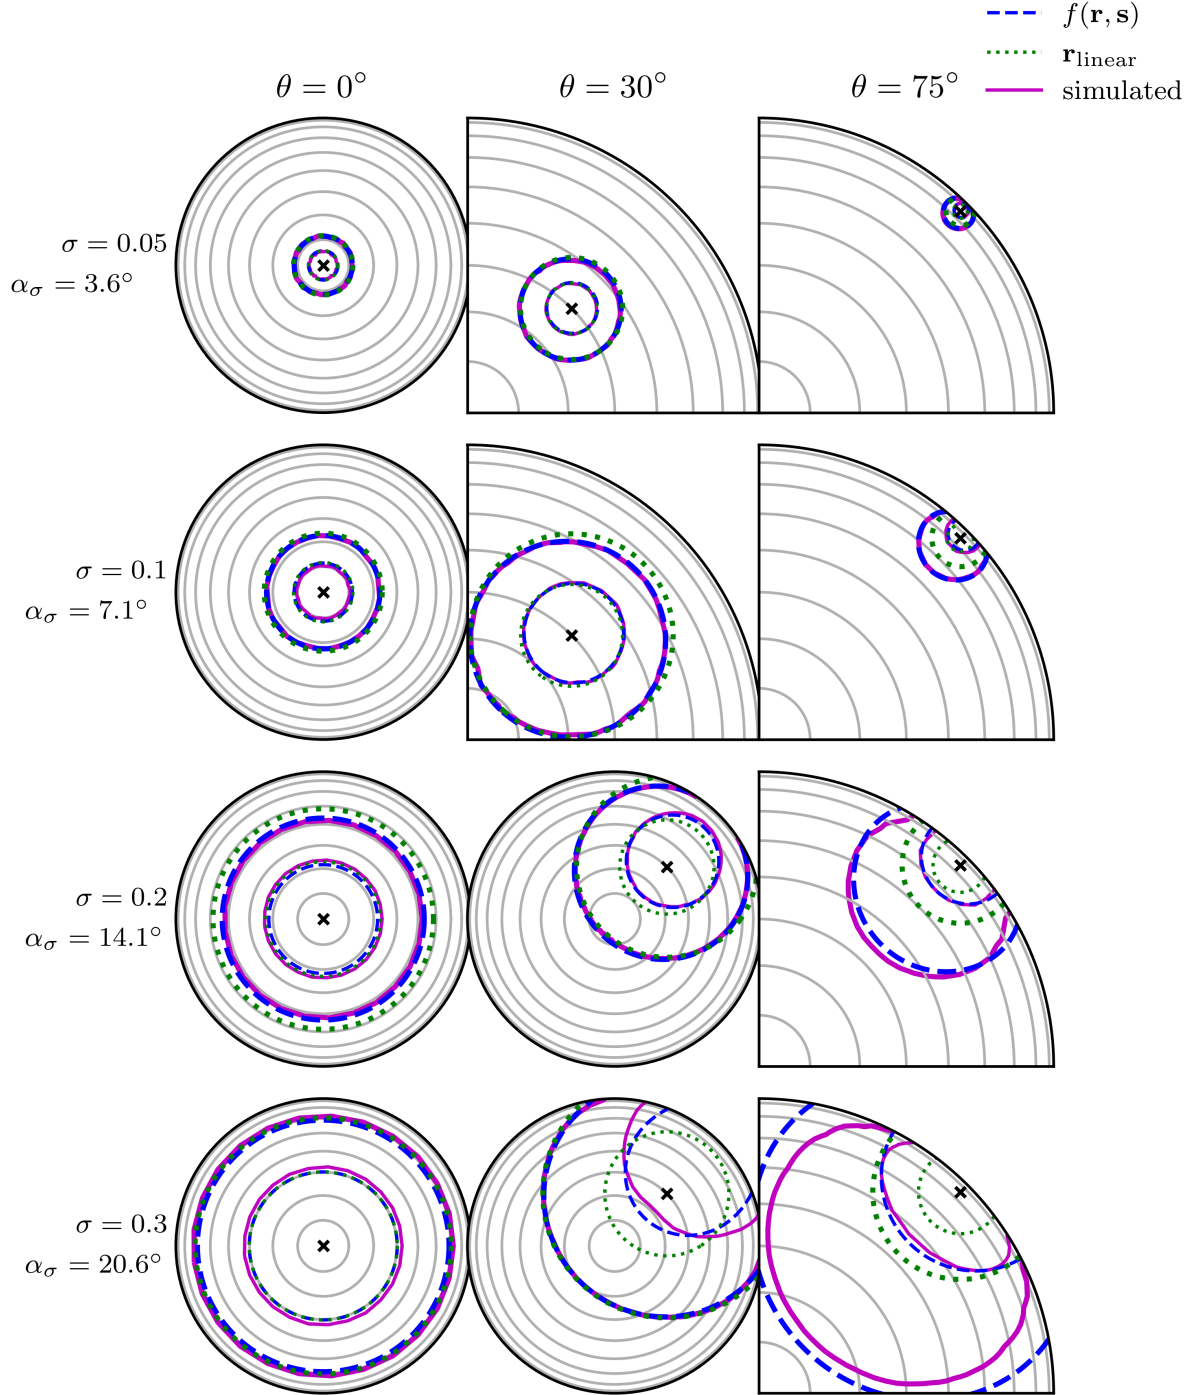 f(r, s)
r_linear
simulated
θ = 0° θ = 30° θ = 75°
σ = 0.05
α_σ = 3.6°
σ = 0.1
α_σ = 7.1°
σ = 0.2
α_σ = 14.1°
σ = 0.3
α_σ = 20.6°